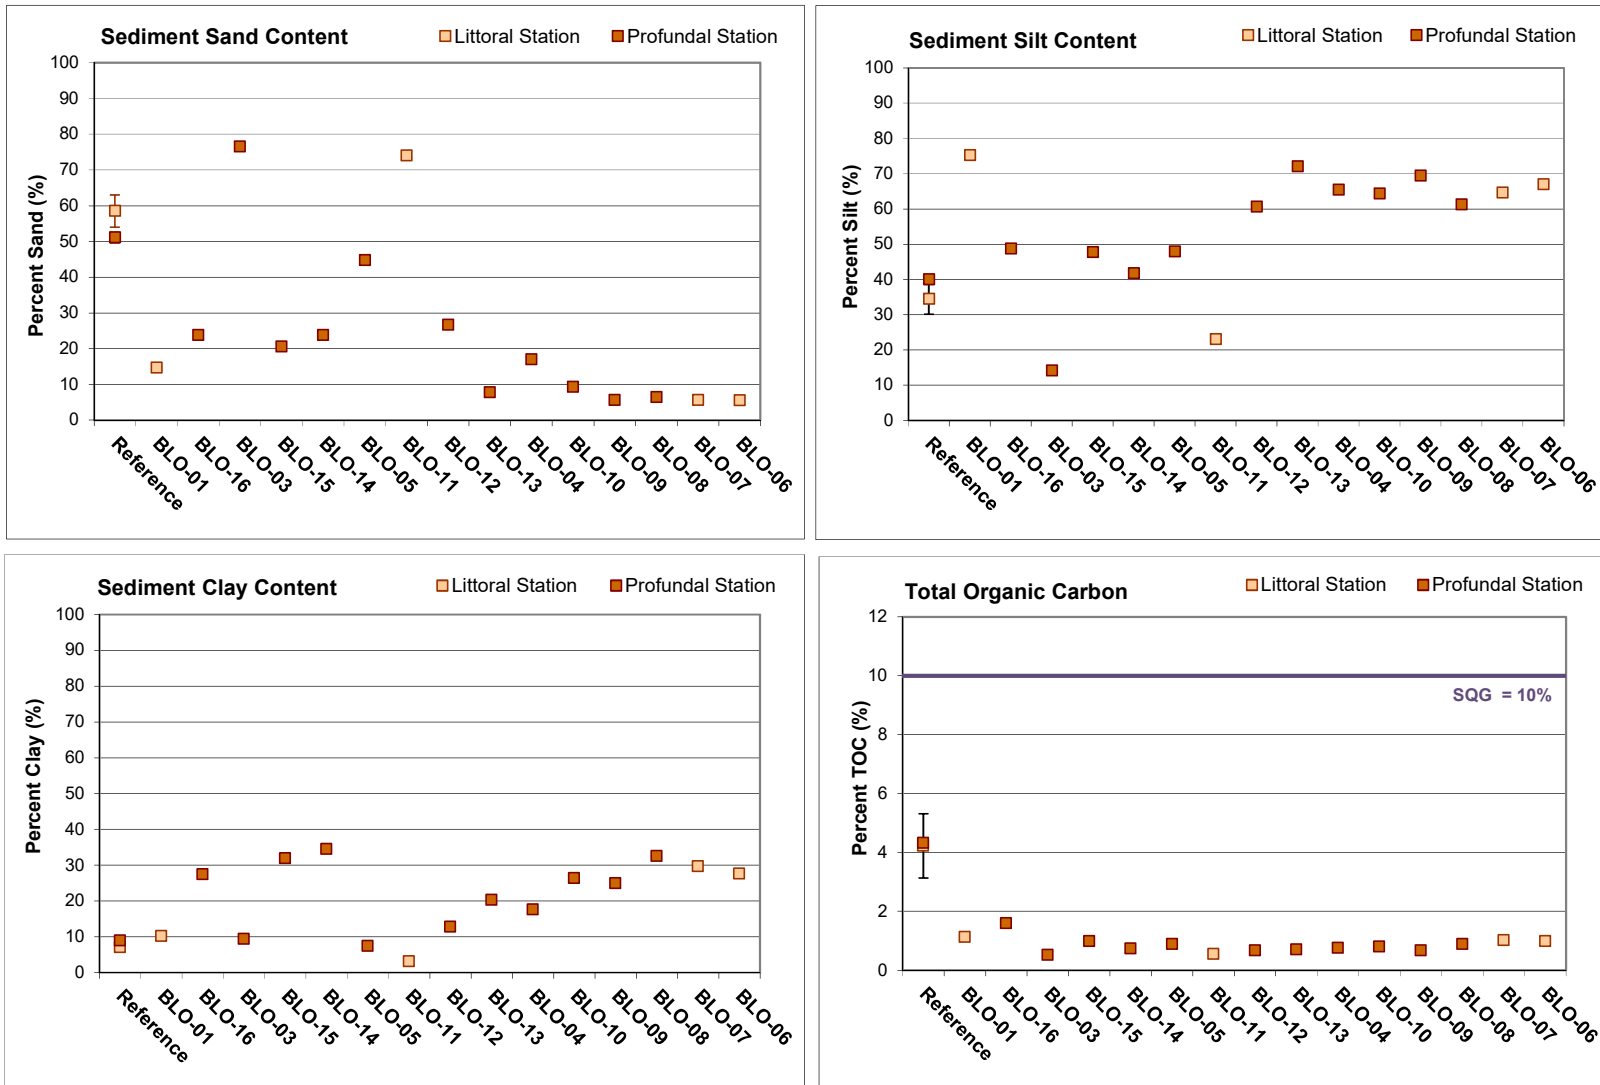 Sediment Sand Content
Littoral Station
Profundal Station
Percent Sand (%)
100
90
80
70
60
50
40
30
20
10
0
Reference
BLO-01
BLO-16
BLO-03
BLO-15
BLO-14
BLO-05
BLO-11
BLO-12
BLO-13
BLO-04
BLO-10
BLO-09
BLO-08
BLO-07
BLO-06
Sediment Silt Content
Littoral Station
Profundal Station
Percent Silt (%)
100
90
80
70
60
50
40
30
20
10
0
Reference
BLO-01
BLO-16
BLO-03
BLO-15
BLO-14
BLO-05
BLO-11
BLO-12
BLO-13
BLO-04
BLO-10
BLO-09
BLO-08
BLO-07
BLO-06
Sediment Clay Content
Littoral Station
Profundal Station
Percent Clay (%)
100
90
80
70
60
50
40
30
20
10
0
Reference
BLO-01
BLO-16
BLO-03
BLO-15
BLO-14
BLO-05
BLO-11
BLO-12
BLO-13
BLO-04
BLO-10
BLO-09
BLO-08
BLO-07
BLO-06
Total Organic Carbon
Littoral Station
Profundal Station
Percent TOC (%)
12
10
8
6
4
2
0
SQG = 10%
Reference
BLO-01
BLO-16
BLO-03
BLO-15
BLO-14
BLO-05
BLO-11
BLO-12
BLO-13
BLO-04
BLO-10
BLO-09
BLO-08
BLO-07
BLO-06